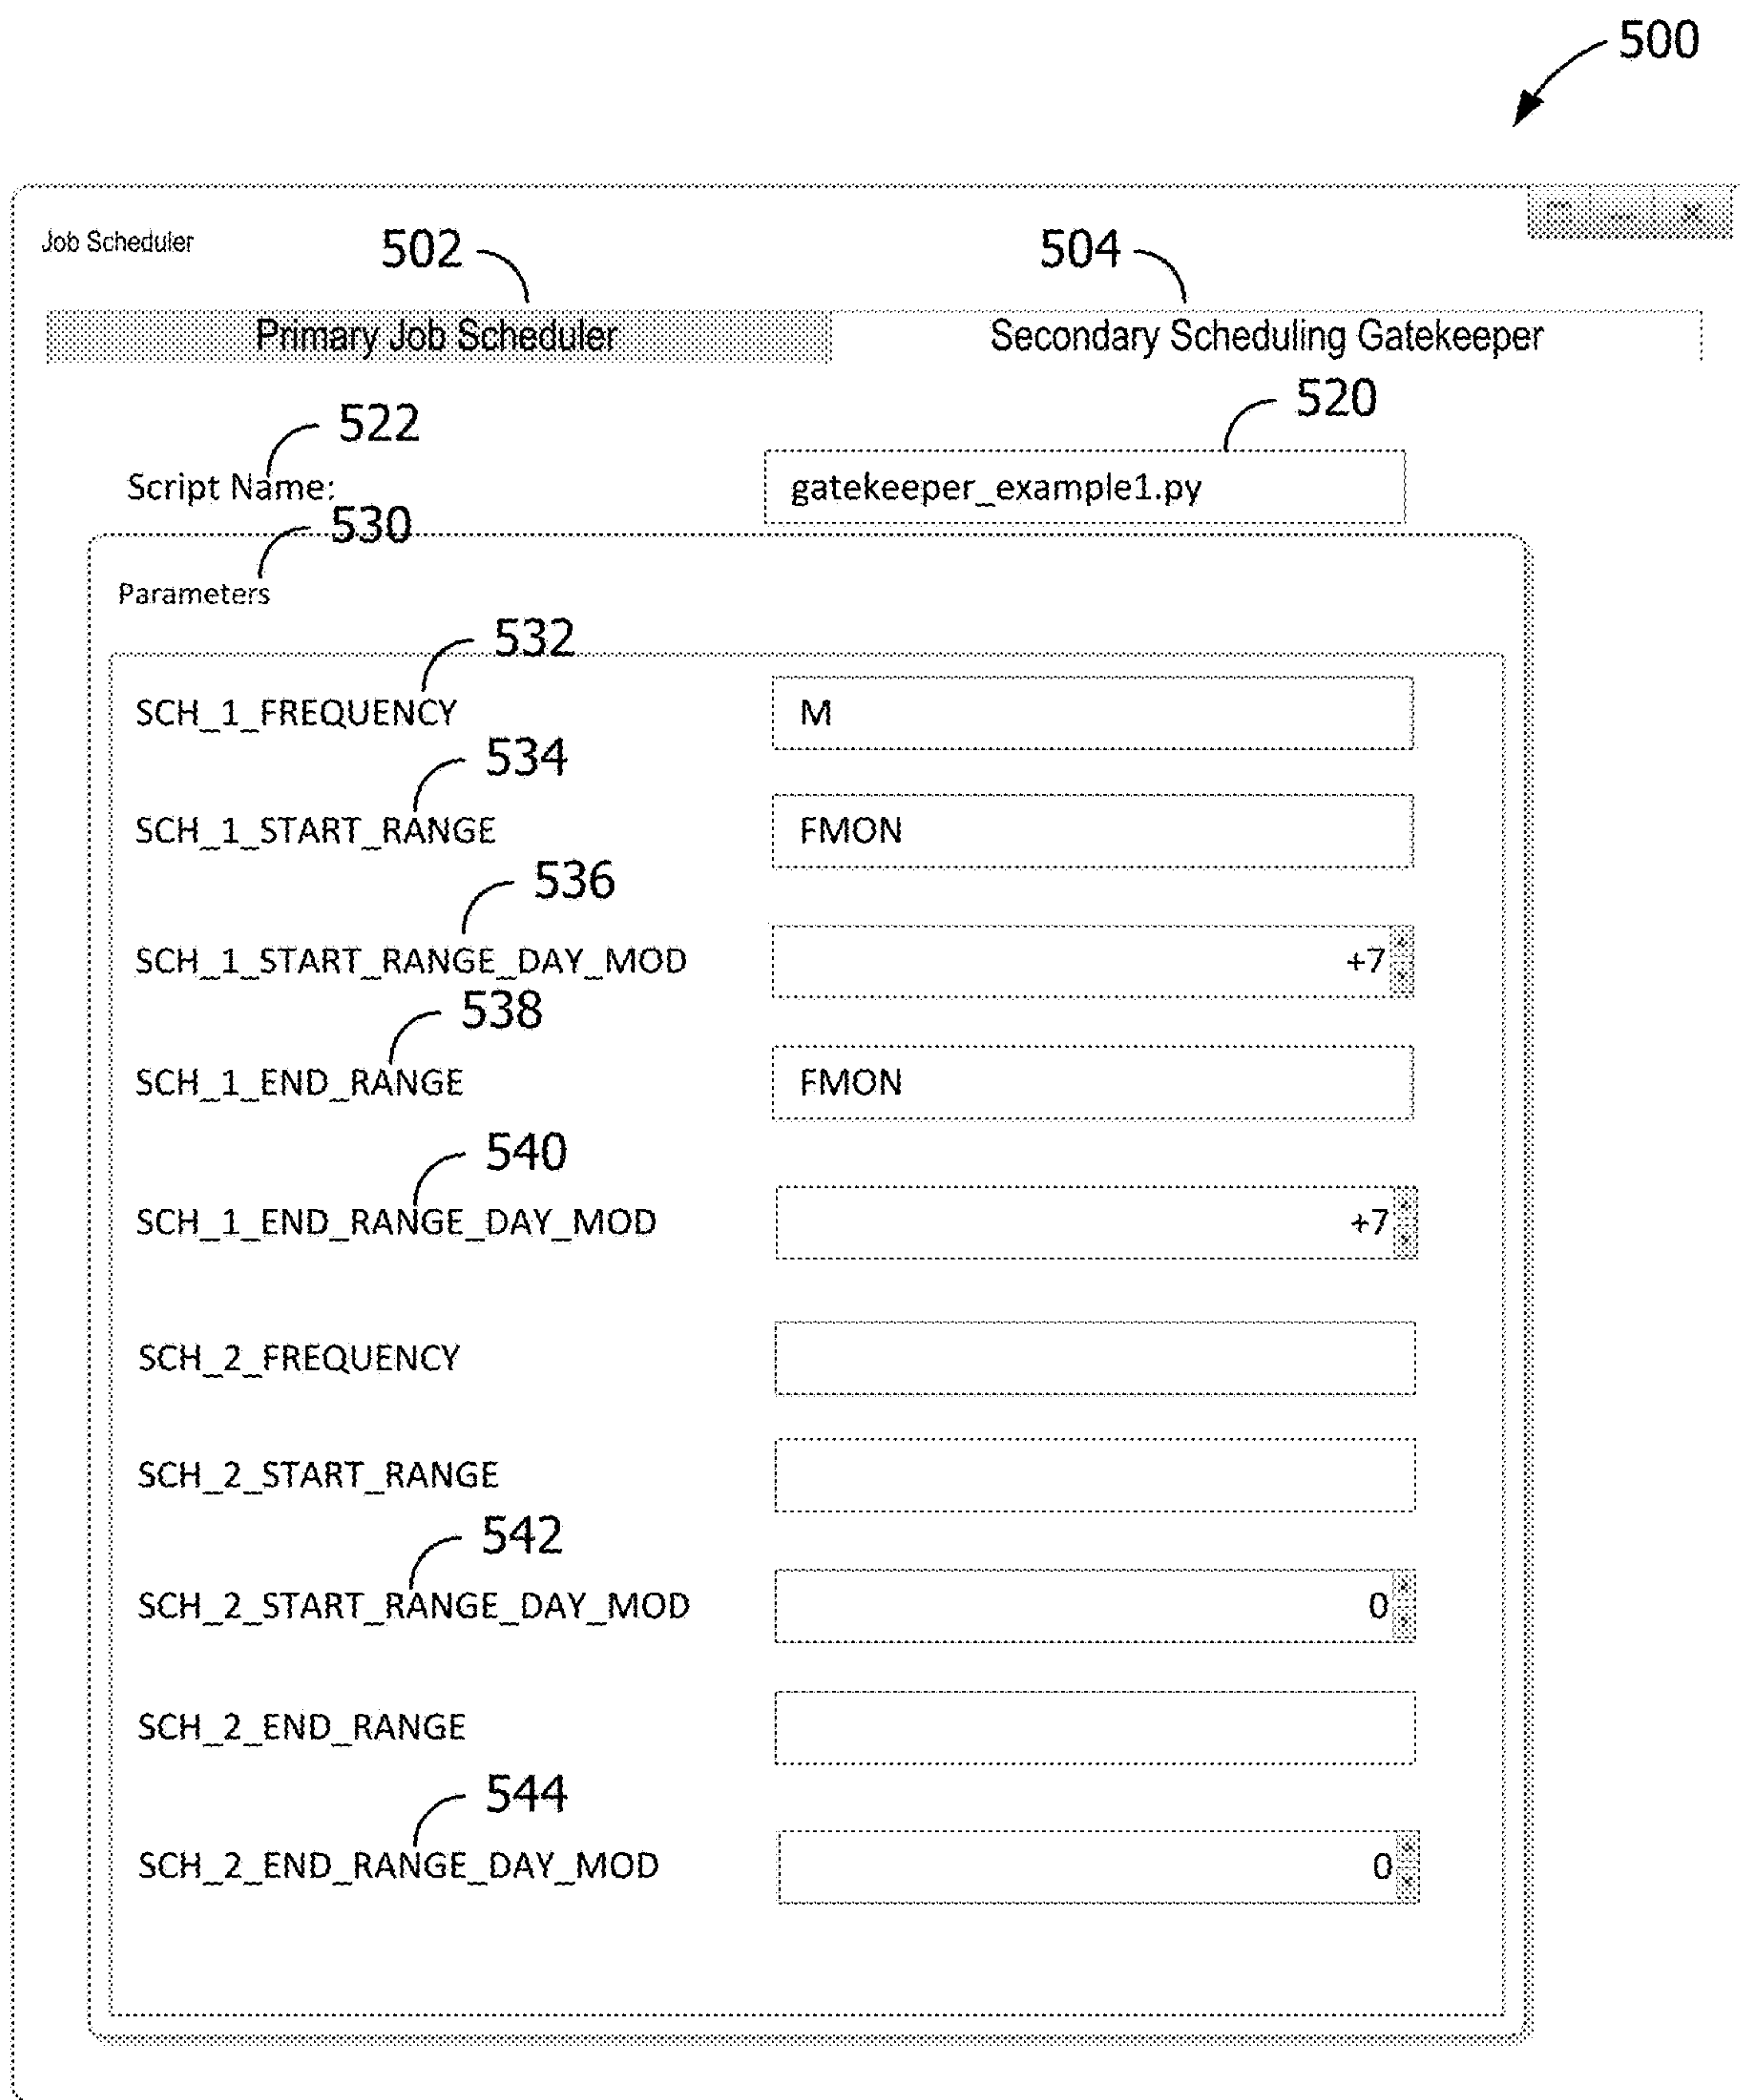 500
Job Scheduler
502
504
Primary Job Scheduler
Secondary Scheduling Gatekeeper
520
522
Script Name:
gatekeeper_example1.py
530
Parameters
532
SCH_1_FREQUENCY
M
534
SCH_1_START_RANGE
FMON
536
SCH_1_START_RANGE_DAY_MOD
+7
538
SCH_1_END_RANGE
FMON
540
SCH_1_END_RANGE_DAY_MOD
+7
SCH_2_FREQUENCY
SCH_2_START_RANGE
542
SCH_2_START_RANGE_DAY_MOD
0
SCH_2_END_RANGE
544
SCH_2_END_RANGE_DAY_MOD
0